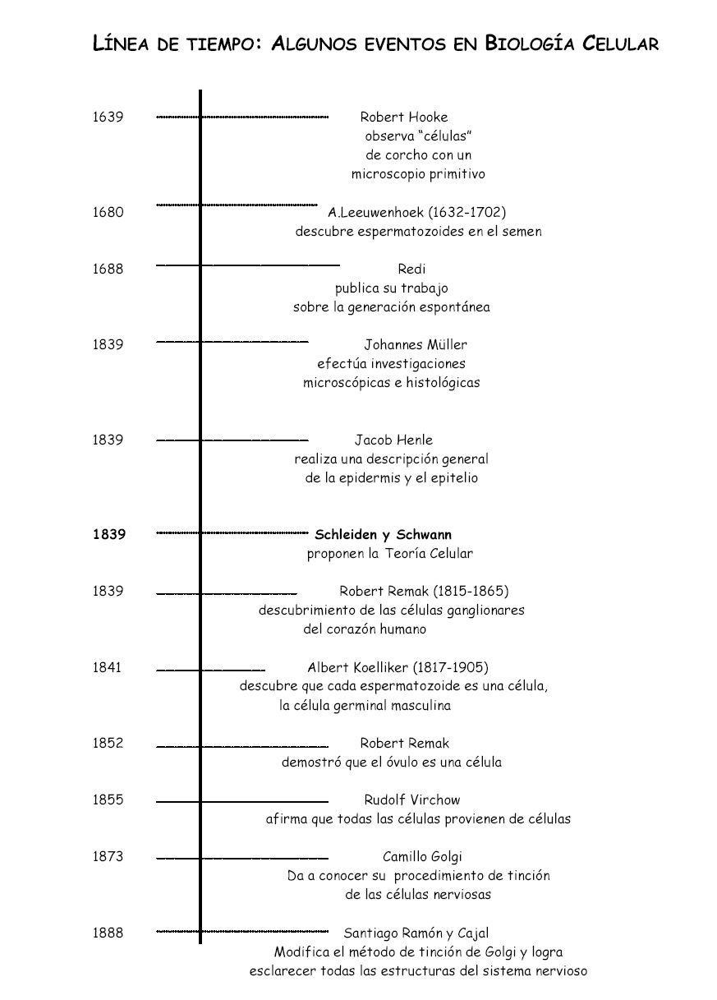 LÍNEA DE TIEMPO: ALGUNOS EVENTOS EN BIOLOGÍA CELULAR
1639 Robert Hooke
observa “células”
de corcho con un
microscopio primitivo
1680 A.Leeuwenhoek (1632-1702)
descubre espermatozoides en el semen
1688 Redi
publica su trabajo
sobre la generación espontánea
1839 Johannes Müller
efectúa investigaciones
microscópicas e histológicas
1839 Jacob Henle
realiza una descripción general
de la epidermis y el epitelio
1839 Schleiden y Schwann
proponen la Teoría Celular
1839 Robert Remak (1815-1865)
descubrimiento de las células ganglionares
del corazón humano
1841 Albert Koelliker (1817-1905)
descubre que cada espermatozoide es una célula,
la célula germinal masculina
1852 Robert Remak
demostró que el óvulo es una célula
1855 Rudolf Virchow
afirma que todas las células provienen de células
1873 Camillo Golgi
Da a conocer su procedimiento de tinción
de las células nerviosas
1888 Santiago Ramón y Cajal
Modifica el método de tinción de Golgi y logra
esclarecer todas las estructuras del sistema nervioso